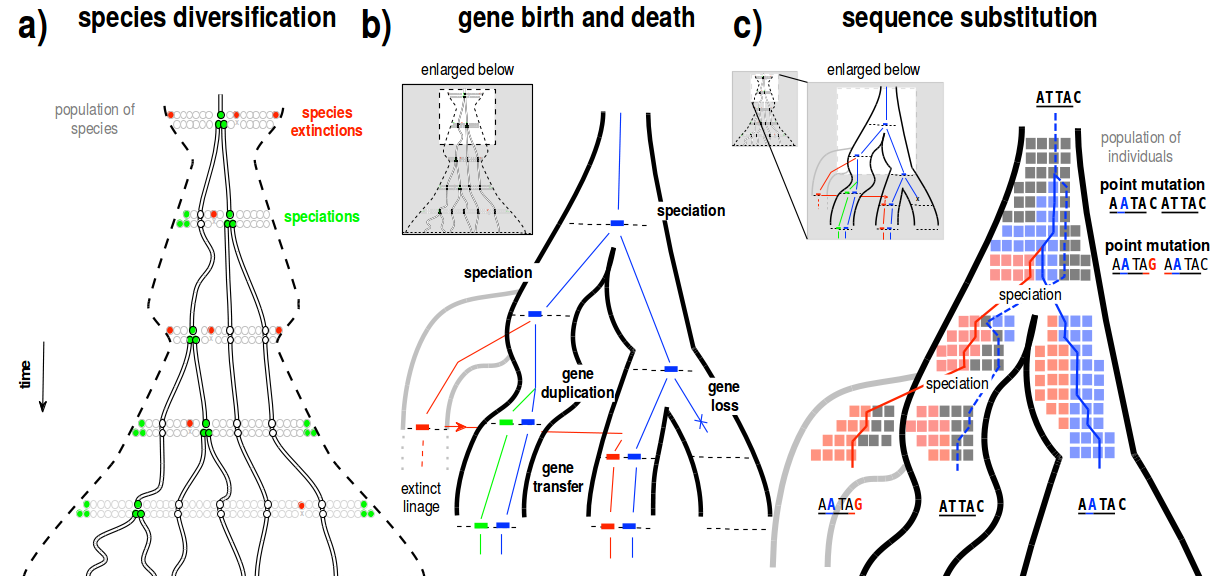 a)
species diversification
population of
species
species
extinctions
speciations
time
b)
gene birth and death
enlarged below
speciation
speciation
gene
duplication
gene
loss
gene
transfer
extinct
linage
c)
sequence substitution
enlarged below
ATTAC
population of
individuals
point mutation
AATAC ATTAC
point mutation
AATAG AATAC
speciation
speciation
AATAG
ATTAC
AATAC